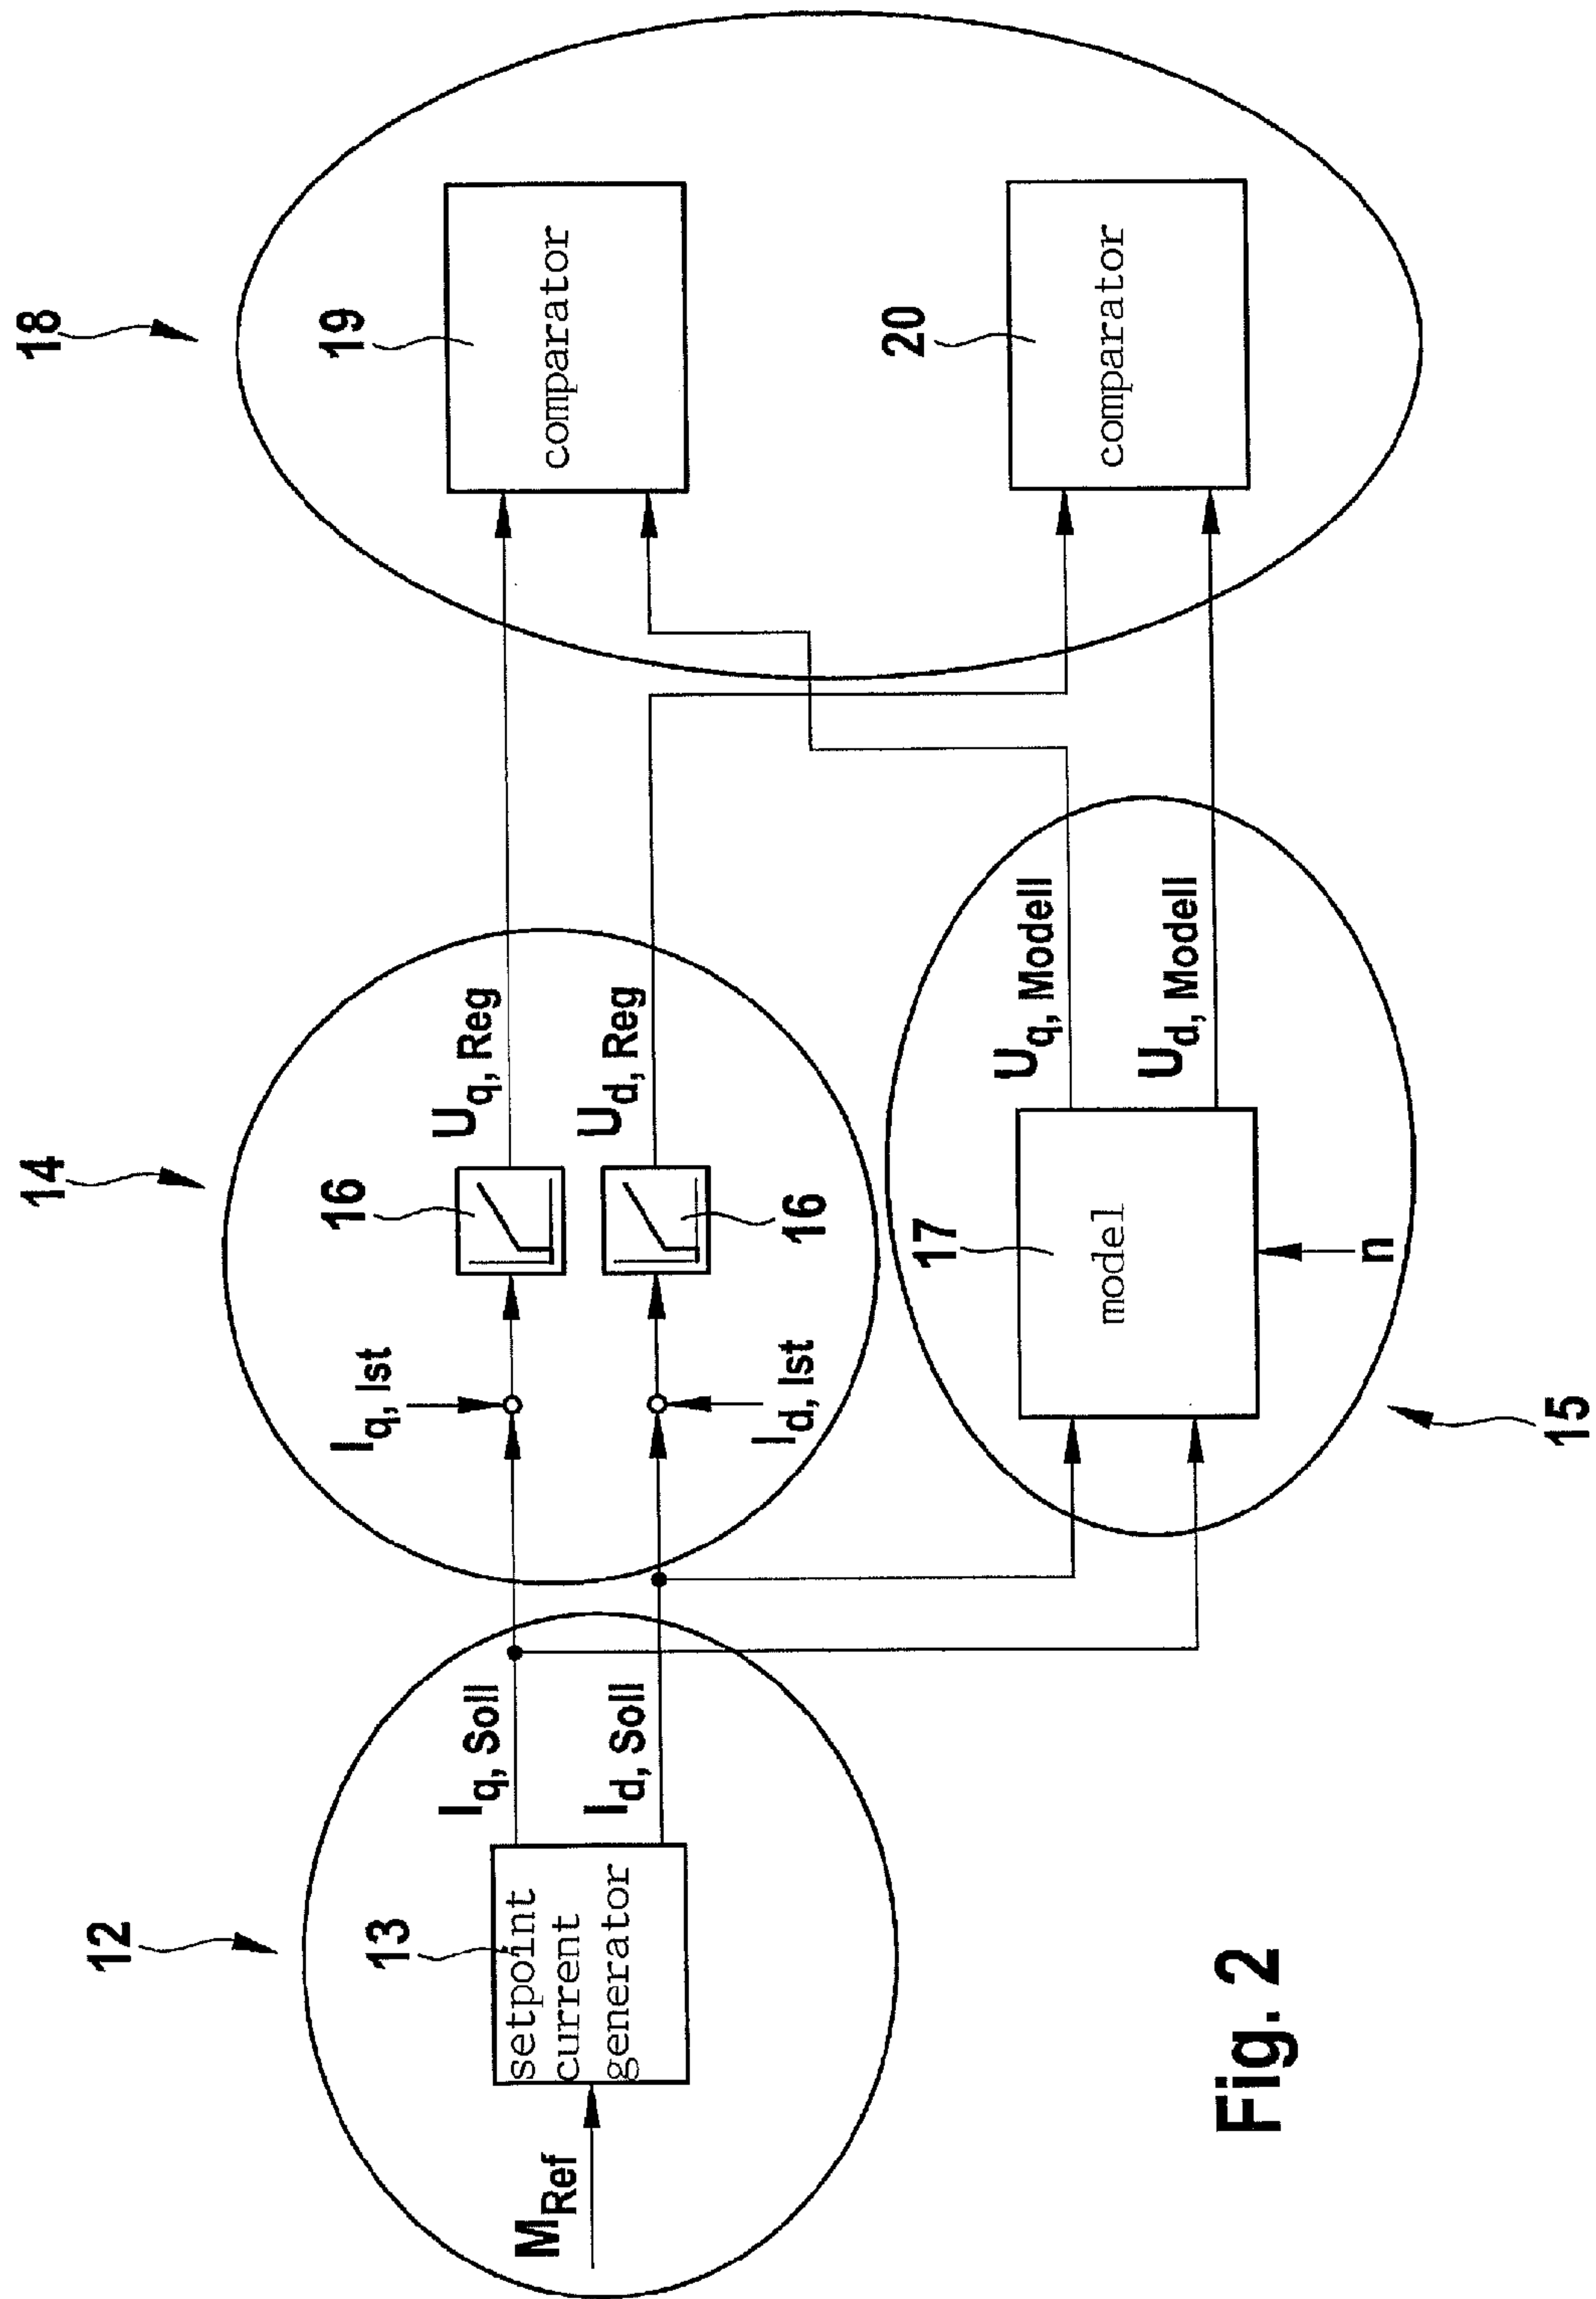 12
13
M_Ref
setpoint
current
generator
I_q, Soll
I_d, Soll
14
I_q, Ist
16
U_q, Reg
U_d, Reg
16
I_d, Ist
17
model
n
15
U_q, Modell
U_d, Modell
18
19
comparator
20
comparator
Fig. 2